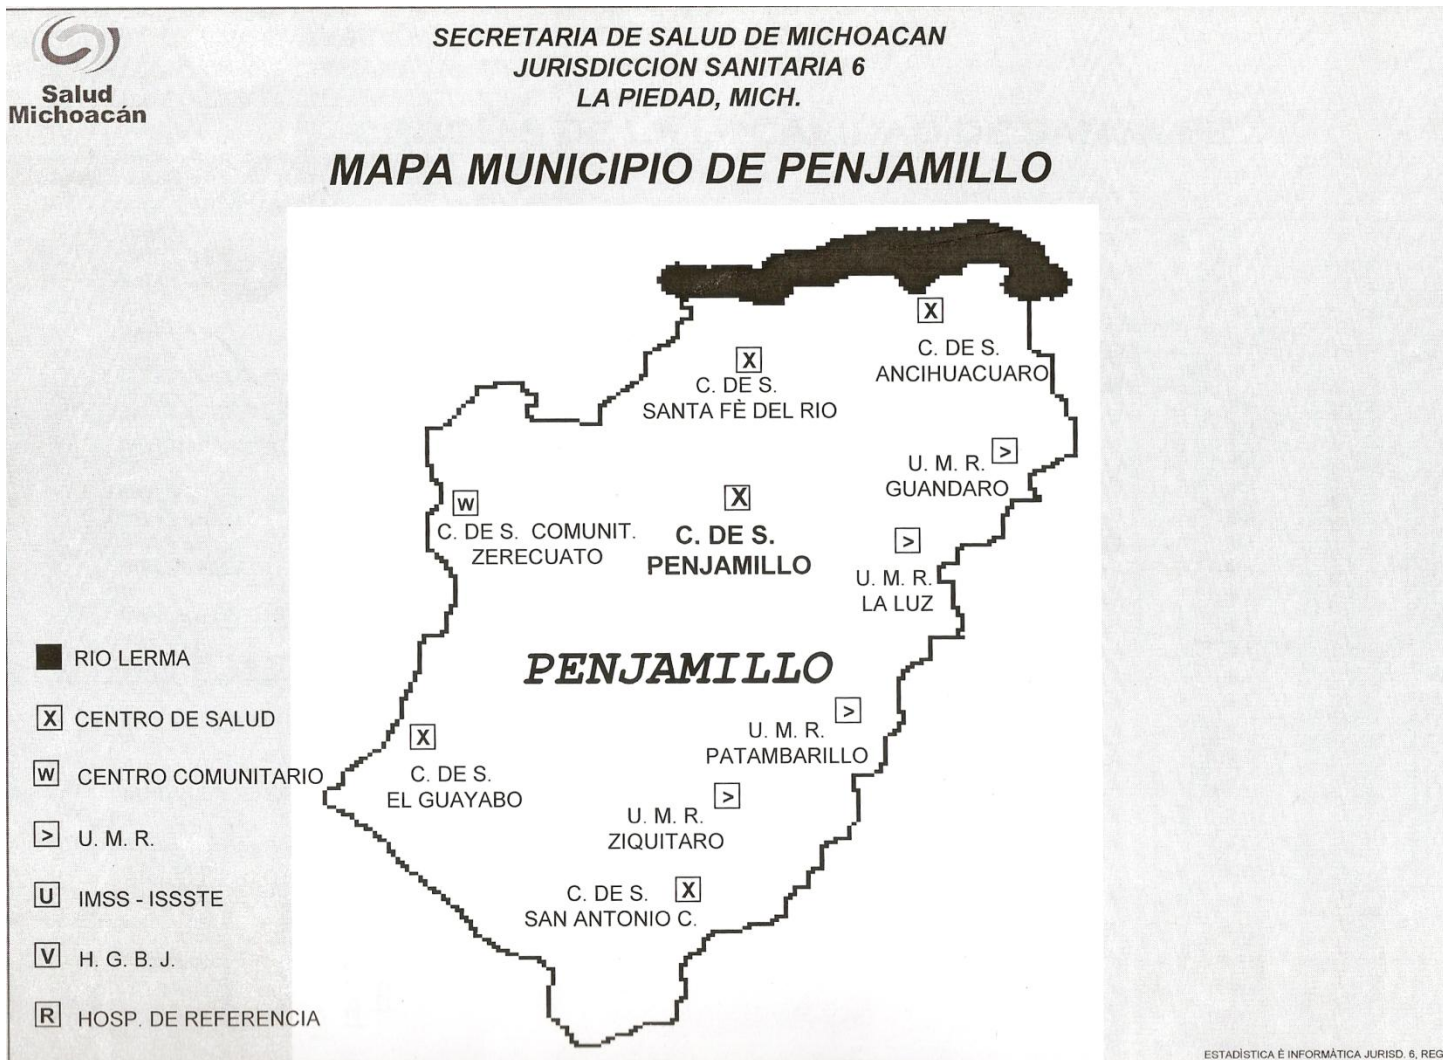 Salud
Michoacán
SECRETARIA DE SALUD DE MICHOACAN
JURISDICCION SANITARIA 6
LA PIEDAD, MICH.
MAPA MUNICIPIO DE PENJAMILLO
X
C. DE S.
ANCIHUACUARO
X
C. DE S.
SANTA FÈ DEL RIO
>
U. M. R.
GUANDARO
W
C. DE S. COMUNIT.
ZERECUATO
X
C. DE S.
PENJAMILLO
>
U. M. R.
LA LUZ
PENJAMILLO
>
U. M. R.
PATAMBARILLO
X
C. DE S.
EL GUAYABO
>
U. M. R.
ZIQUITARO
C. DE S. X
SAN ANTONIO C.
RIO LERMA
X CENTRO DE SALUD
W CENTRO COMUNITARIO
> U. M. R.
U IMSS - ISSSTE
V H. G. B. J.
R HOSP. DE REFERENCIA
ESTADÍSTICA È INFORMÀTICA JURISD. 6, REG